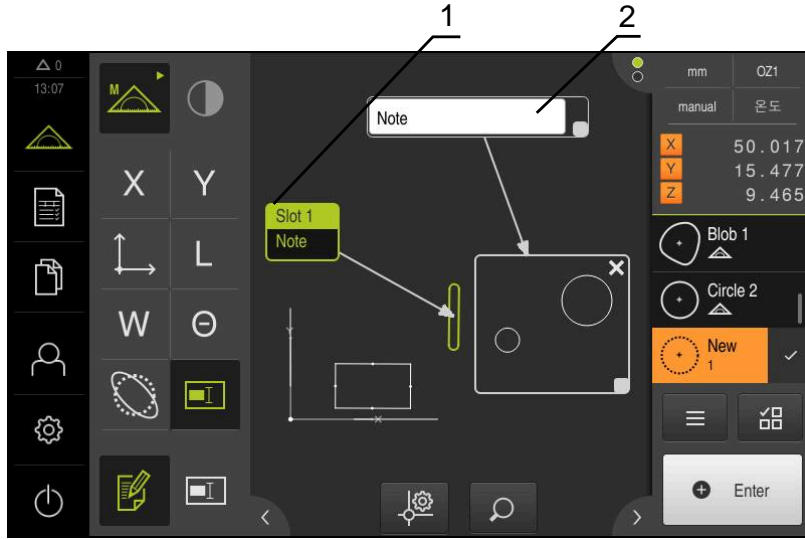 1
2
0
13:07
M
X
Y
L
W
Θ
Note
Slot 1
Note
Y
X
mm
OZ1
manual
온도
X 50.017
Y 15.477
Z 9.465
Blob 1
Circle 2
New
1
Enter